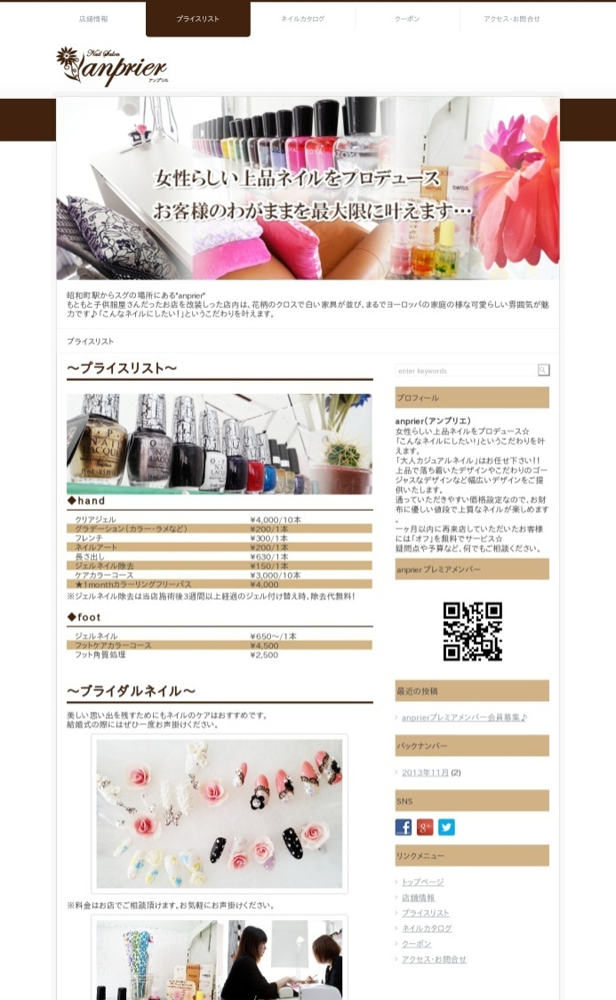 店舗情報
プライスリスト
ネイルカタログ
クーポン
アクセス・お問合せ
Nail Salon
anprier
アンプリエ
女性らしい上品ネイルをプロデュース
お客様のわがままを最大限に叶えます…
昭和町駅からスグの場所にある"anprier"
もともと子供服屋さんだったお店を改装しった店内は、花柄のクロスで白い家具が並び、まるでヨーロッパの家庭の様な可愛らしい雰囲気が魅
力です♪「こんなネイルにしたい！」というこだわりを叶えます。
プライスリスト
～プライスリスト～
◆hand
クリアジェル ¥4,000/10本
グラデーション（カラー・ラメなど） ¥200/1本
フレンチ ¥300/1本
ネイルアート ¥200/1本
長さ出し ¥630/1本
ジェルネイル除去 ¥150/1本
ケアカラーコース ¥3,000/10本
★1monthカラーリングフリーパス ¥4,000
※ジェルネイル除去は当店施術後3週間以上経過のジェル付け替え時、除去代無料！
◆foot
ジェルネイル ¥650～/1本
フットケアカラーコース ¥4,500
フット角質処理 ¥2,500
～ブライダルネイル～
美しい思い出を残すためにもネイルのケアはおすすめです。
結婚式の際にはぜひ一度お声掛けください。
※料金はお店でご相談頂けます。お気軽にお声掛けください。
enter keywords
プロフィール
anprier（アンプリエ）
女性らしい上品ネイルをプロデュース☆
「こんなネイルにしたい！」というこだわりを叶
えます。
「大人カジュアルネイル」はお任せ下さい！！
上品で落ち着いたデザインやこだわりのゴー
ジャスなデザインなど幅広いデザインをご提
供いたします。
通っていただきやすい価格設定なので、お財
布に優しい値段で上質なネイルが楽しめます
。
一ヶ月以内に再来店していただいたお客様
には「オフ」を無料でサービス☆
疑問点や予算など、何でもご相談ください。
anprier プレミアメンバー
最近の投稿
anprierプレミアメンバー会員募集♪
バックナンバー
2013年11月 (2)
SNS
リンクメニュー
トップページ
店舗情報
プライスリスト
ネイルカタログ
クーポン
アクセス・お問合せ